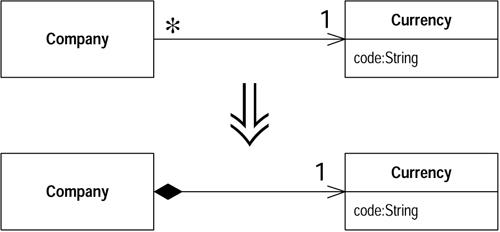 Company
*
1
Currency
code:String
Company
1
Currency
code:String